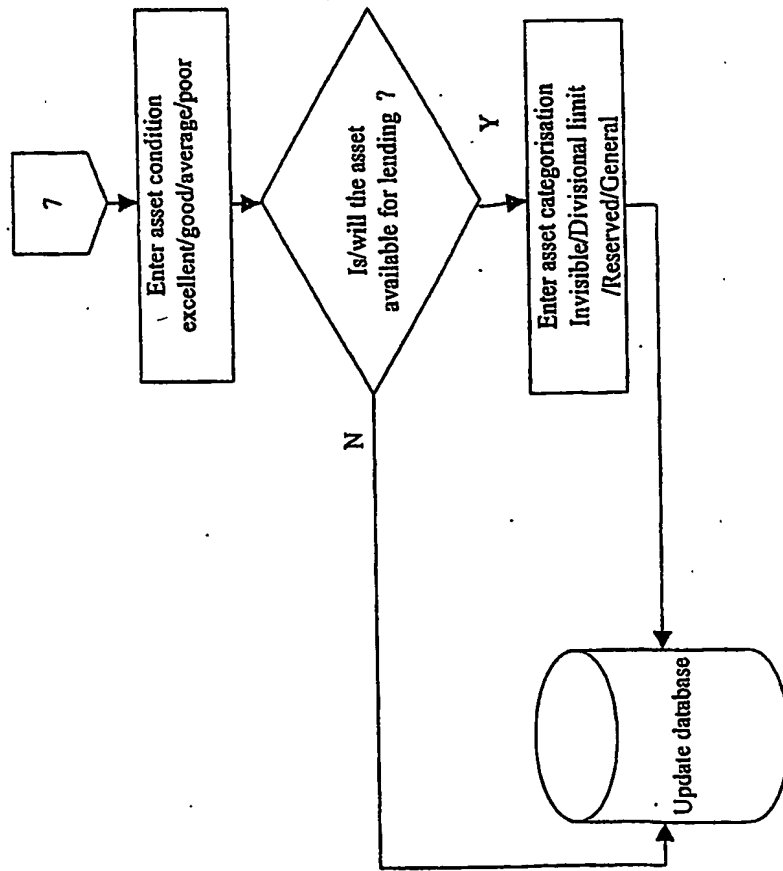 7
Enter asset condition
excellent/good/average/poor
Is/will the asset
available for lending ?
N
Y
Enter asset categorisation
Invisible/Divisional limit
/Reserved/General
Update database